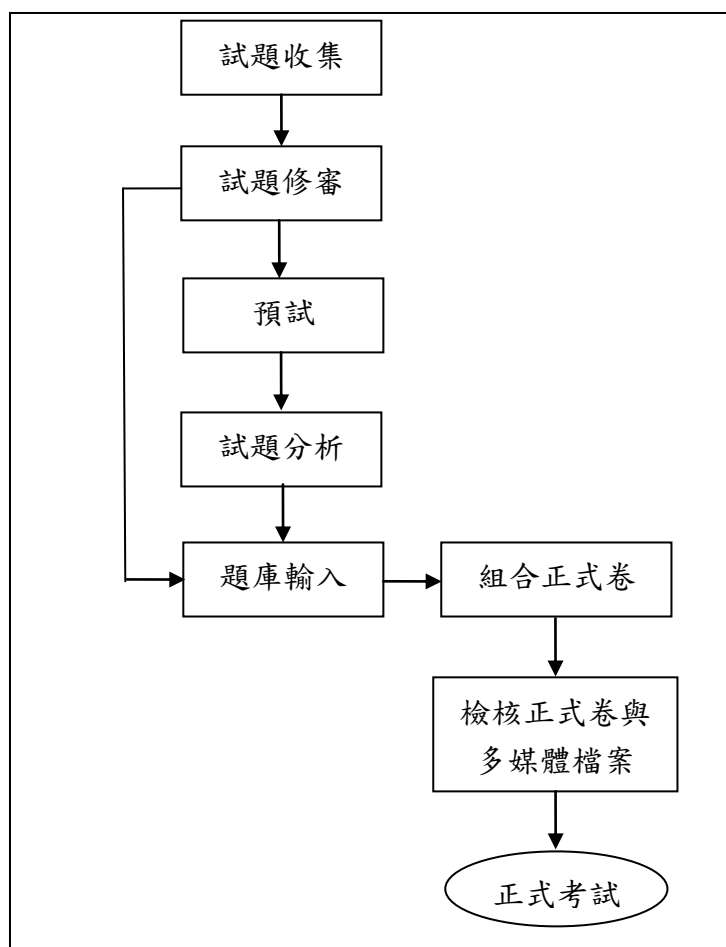 試題收集
試題修審
預試
試題分析
題庫輸入
組合正式卷
檢核正式卷與
多媒體檔案
正式考試